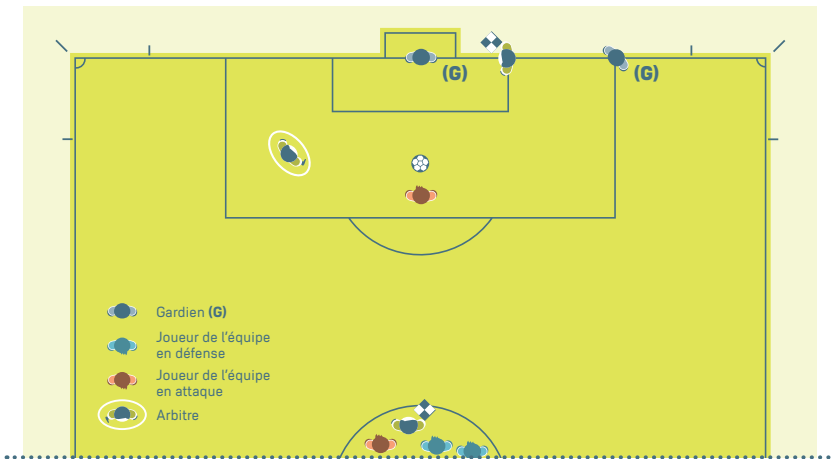 (G)
(G)
Gardien (G)
Joueur de l'équipe
en défense
Joueur de l'équipe
en attaque
Arbitre